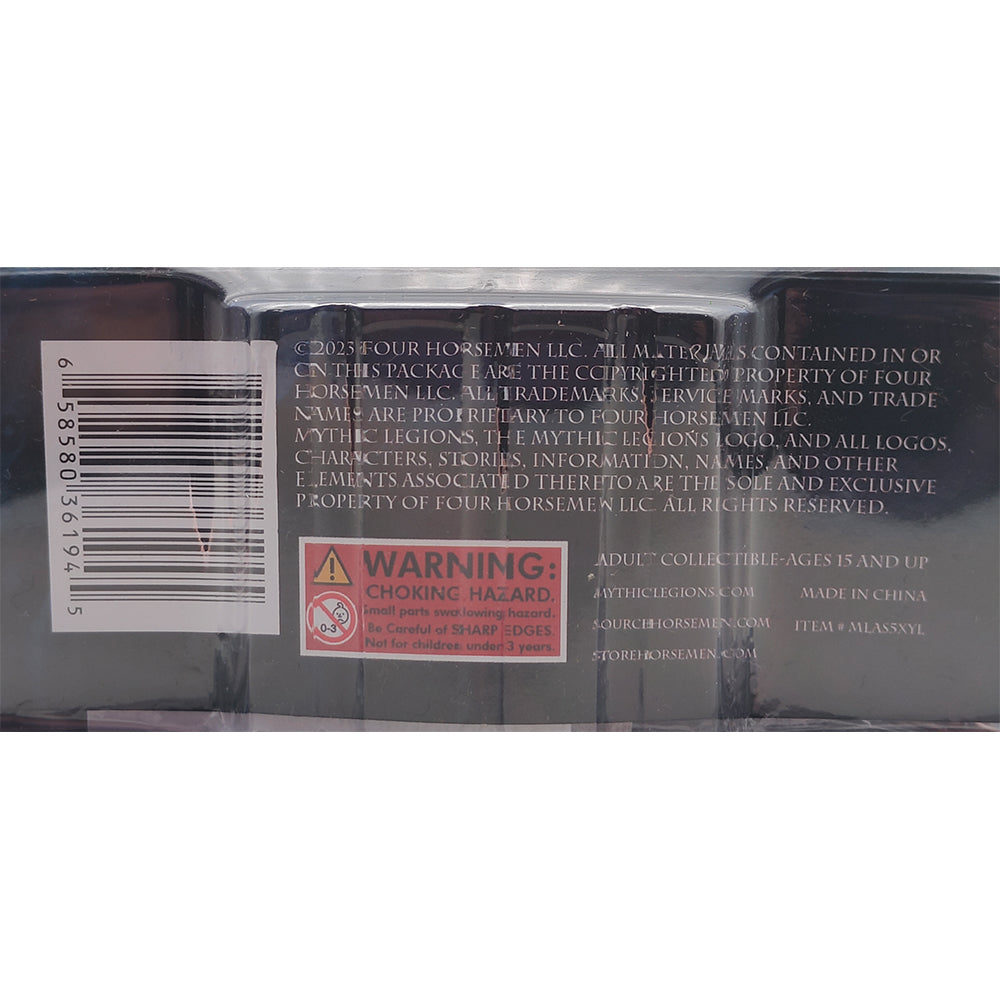 6 58580 36194 5
© 2023 FOUR HORSEMEN LLC. ALL MATERIALS CONTAINED IN OR
ON THIS PACKAGE ARE THE COPYRIGHTED PROPERTY OF FOUR
HORSEMEN LLC. ALL TRADEMARKS, SERVICE MARKS, AND TRADE
NAMES ARE PROPRIETARY TO FOUR HORSEMEN LLC.
MYTHIC LEGIONS, THE MYTHIC LEGIONS LOGO, AND ALL LOGOS,
CHARACTERS, STORIES, INFORMATION, NAMES, AND OTHER
ELEMENTS ASSOCIATED THERETO ARE THE SOLE AND EXCLUSIVE
PROPERTY OF FOUR HORSEMEN LLC. ALL RIGHTS RESERVED.
WARNING:
CHOKING HAZARD.
Small parts swallowing hazard.
Be Careful of SHARP EDGES.
Not for children under 3 years.
0-3
ADULT COLLECTIBLE-AGES 15 AND UP
MYTHICLEGIONS.COM MADE IN CHINA
SOURCEHORSEMEN.COM ITEM # MLAS5XYL
STOREHORSEMEN.COM